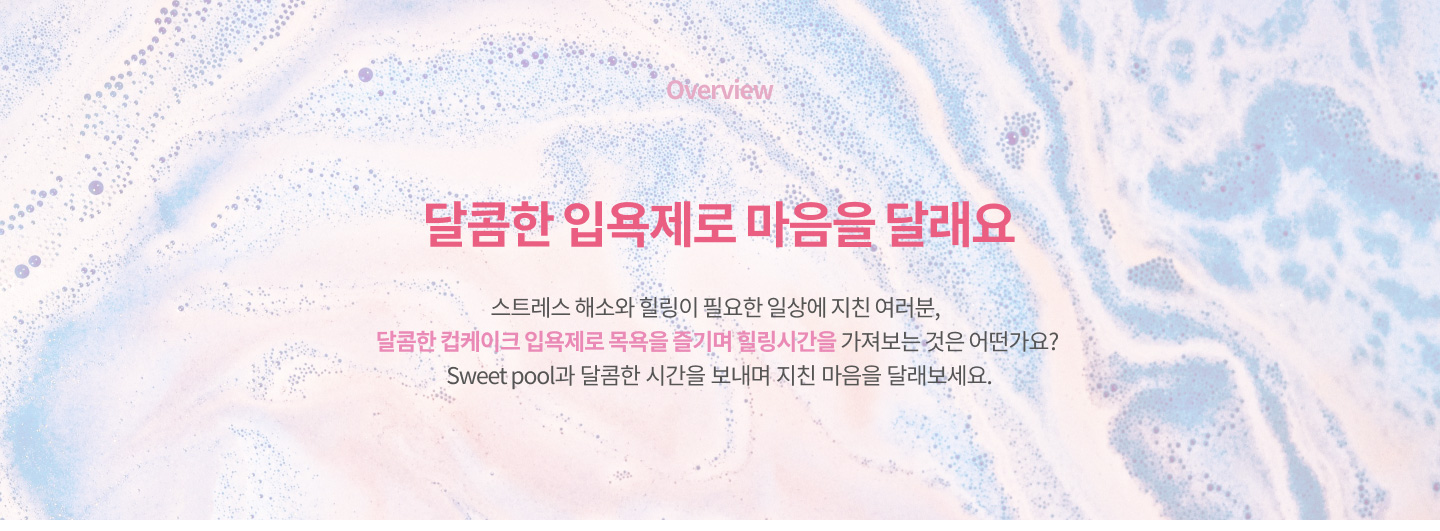 Overview
달콤한 입욕제로 마음을 달래요
스트레스 해소와 힐링이 필요한 일상에 지친 여러분,
달콤한 컵케이크 입욕제로 목욕을 즐기며 힐링시간을 가져보는 것은 어떤가요?
Sweet pool과 달콤한 시간을 보내며 지친 마음을 달래보세요.